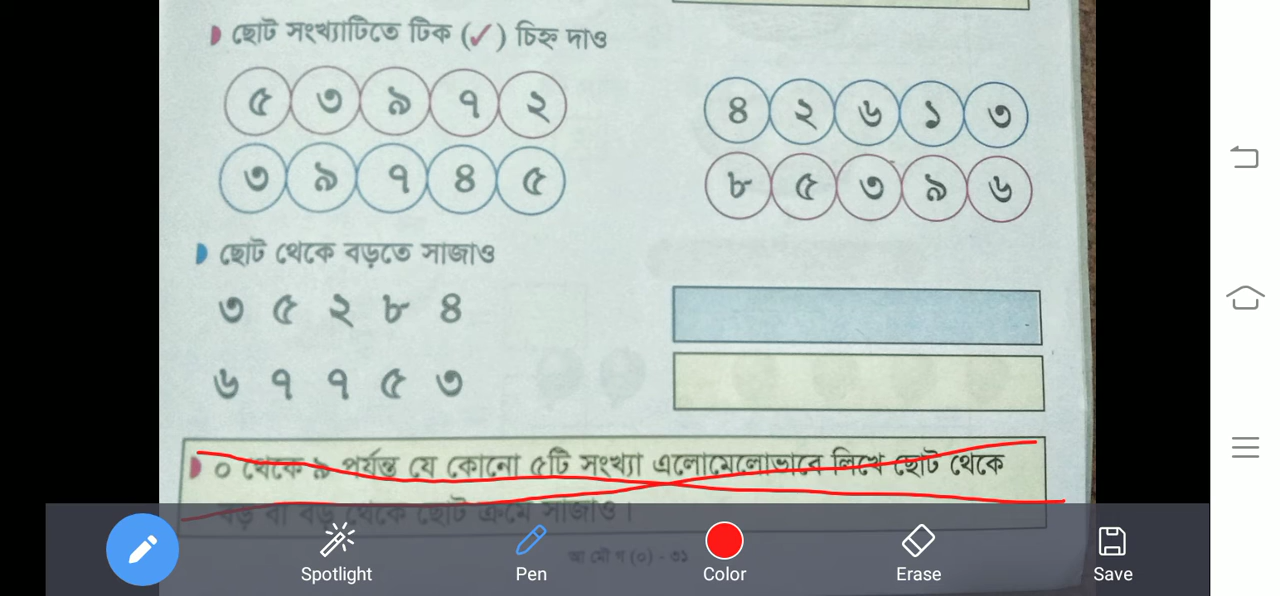 ছোট সংখ্যাটিতে টিক (✓) চিহ্ন দাও
৫ ৩ ৯ ৭ ২
৪ ২ ৬ ১ ৩
৩ ৯ ৭ ৪ ৫
৮ ৫ ৩ ৯ ৬
ছোট থেকে বড়তে সাজাও
৩ ৫ ২ ৮ ৪
৬ ৭ ৭ ৫ ৩
০ থেকে ৯ পর্যন্ত যে কোনো ৫টি সংখ্যা এলোমেলোভাবে লিখে ছোট থেকে
বড় বা বড় থেকে ছোট ক্রমে সাজাও।
আ মৌ গ (০) - ৩১
Spotlight Pen Color Erase Save